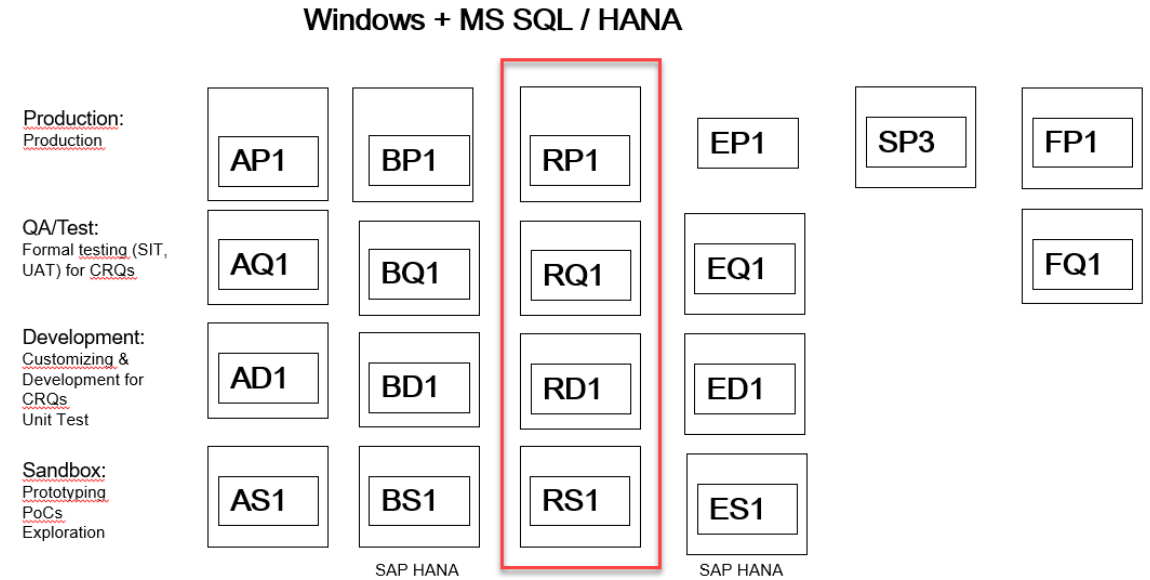 Windows + MS SQL / HANA
Production:
Production
AP1
BP1
RP1
EP1
SP3
FP1
QA/Test:
Formal testing (SIT,
UAT) for CRQs
AQ1
BQ1
RQ1
EQ1
FQ1
Development:
Customizing &
Development for
CRQs
Unit Test
AD1
BD1
RD1
ED1
Sandbox:
Prototyping
PoCs
Exploration
AS1
BS1
RS1
ES1
SAP HANA
SAP HANA